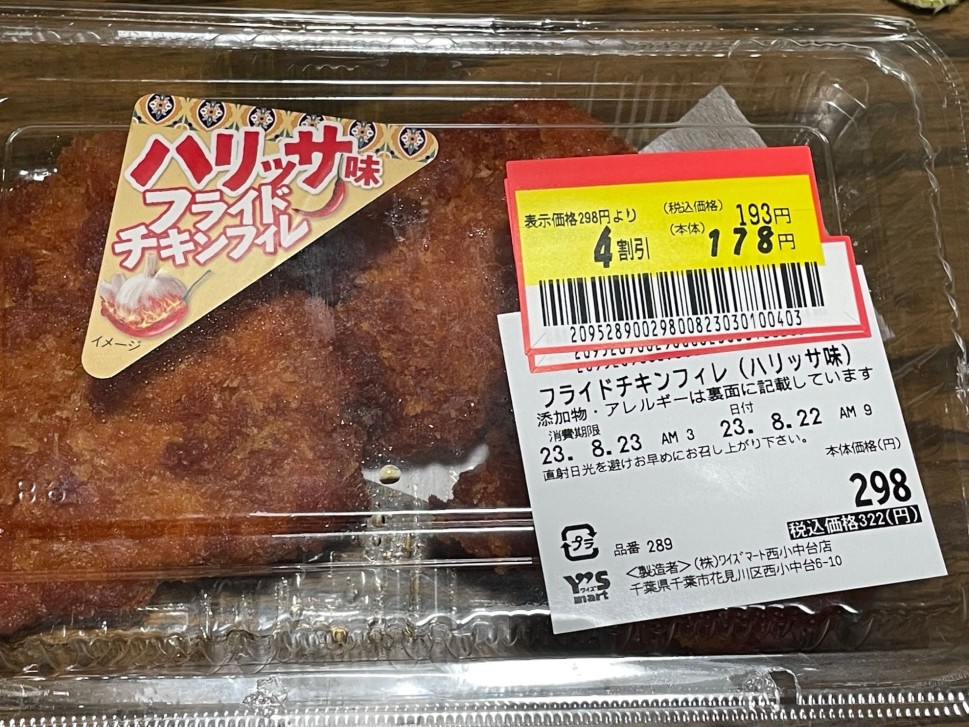 ハリッサ味
フライド
チキンフィレ
イメージ
表示価格298円より
(税込価格) 193円
4割引
(本体) 178円
2095289002980082303010040​3
フライドチキンフィレ(ハリッサ味)
添加物・アレルギーは裏面に記載しています
消費期限
日付
23. 8.23 AM 3
23. 8.22 AM 9
直射日光を避けお早めにお召し上がり下さい。
本体価格(円)
298
税込価格322(円)
プラ
品番 289
<製造者>(株)ワイズマート西小中台店
千葉県千葉市花見川区西小中台6-10
Y's
ワイズ
mart